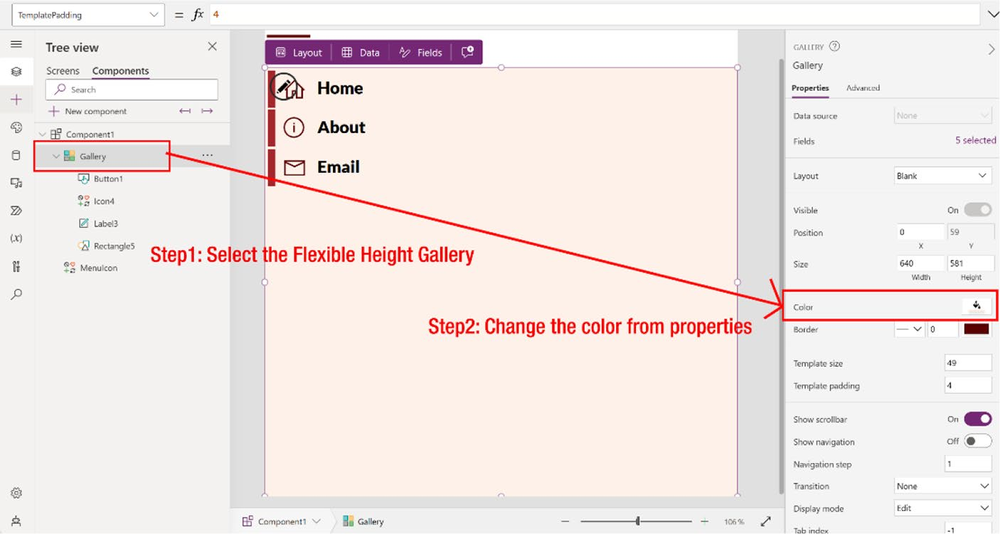 TemplatePadding = fx 4
Tree view
Screens Components
Search
New component
Component1
Gallery ...
Button1
Icon4
Label3
Rectangle5
MenuIcon
(x)
Layout Data Fields
Home
About
Email
Step1: Select the Flexible Height Gallery
Step2: Change the color from properties
Component1 Gallery
106 %
GALLERY ?
Gallery
Properties Advanced
Data source None
Fields 5 selected
Layout Blank
Visible On
Position 0 59
X Y
Size 640 581
Width Height
Color
Border 0
Template size 49
Template padding 4
Show scrollbar On
Show navigation Off
Navigation step 1
Transition None
Display mode Edit
Tab index -1